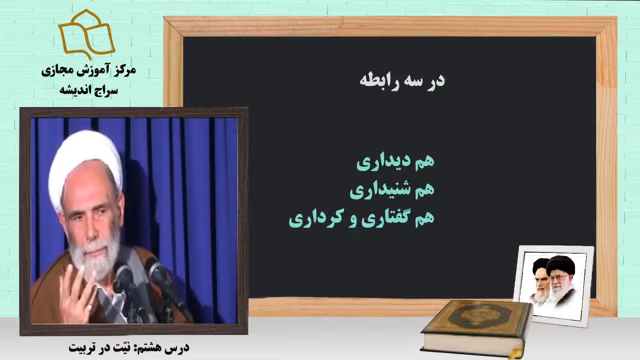 مرکز آموزش مجازی
سراج اندیشه
در سه رابطه
هم دیداری
هم شنیداری
هم گفتاری و کرداری
درس هشتم: نیّت در تربیت